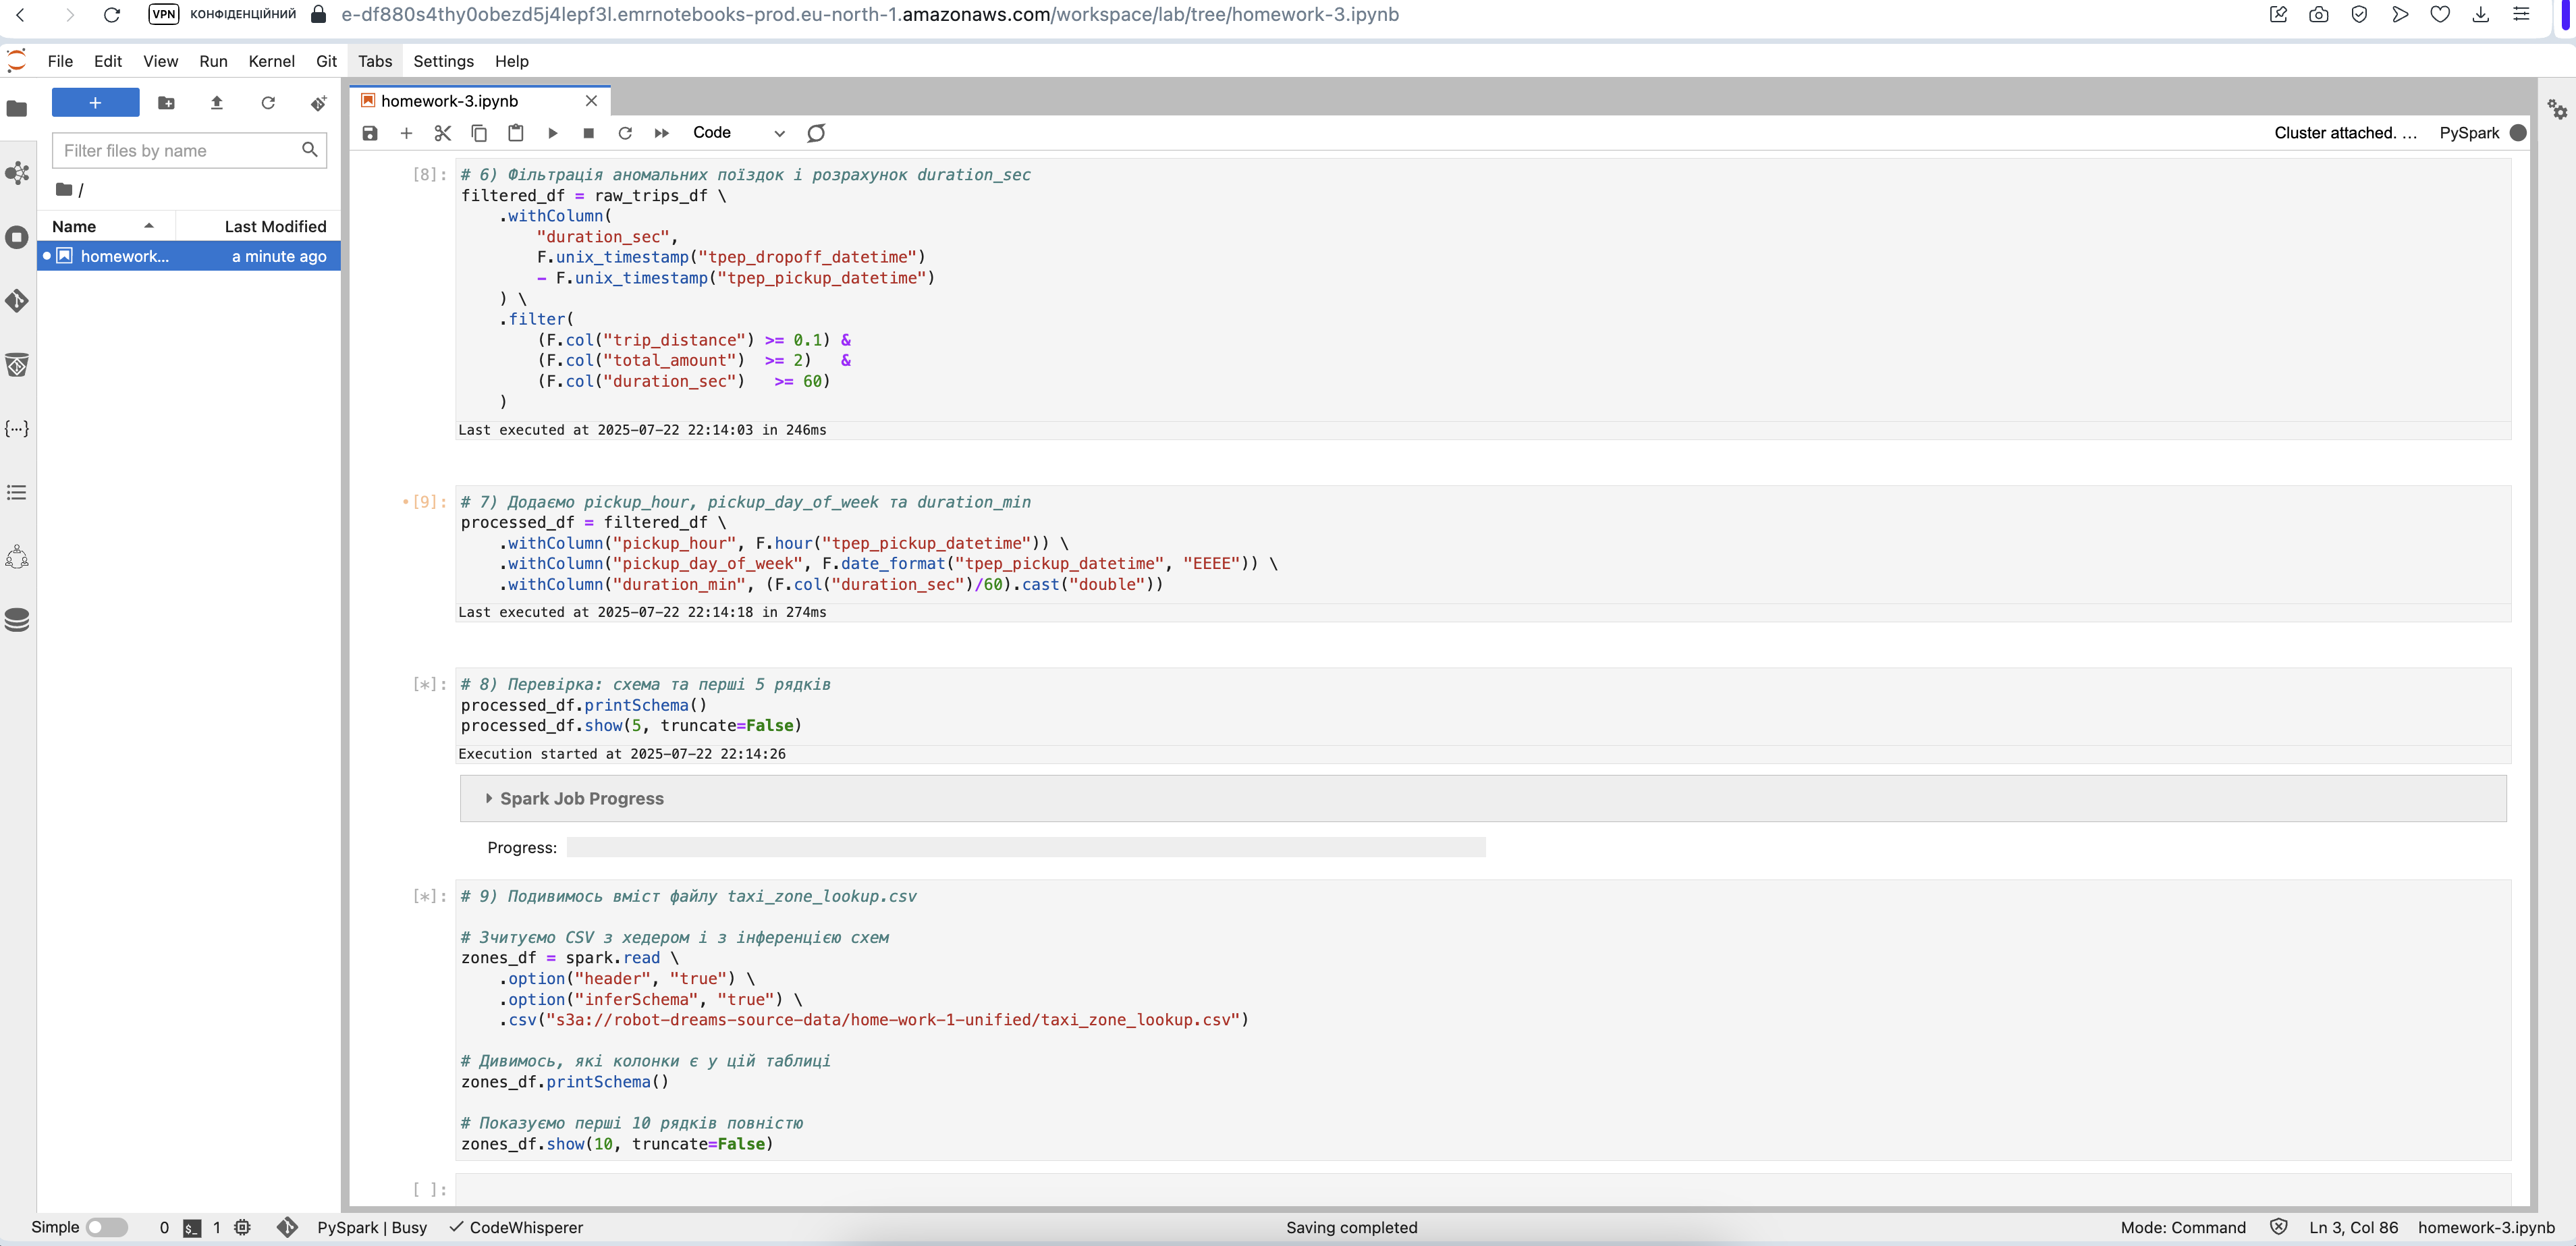 VPN КОНФІДЕНЦІЙНИЙ e-df880s4thy0obezd5j4lepf3l.emrnotebooks-prod.eu-north-1.amazonaws.com/workspace/lab/tree/homework-3.ipynb
File Edit View Run Kernel Git Tabs Settings Help
+
Filter files by name
/
Name Last Modified
homework... a minute ago
homework-3.ipynb
Code
Cluster attached. ... PySpark
[8]: # 6) Фільтрація аномальних поїздок і розрахунок duration_sec
filtered_df = raw_trips_df \
.withColumn(
"duration_sec",
F.unix_timestamp("tpep_dropoff_datetime")
- F.unix_timestamp("tpep_pickup_datetime")
) \
.filter(
(F.col("trip_distance") >= 0.1) &
(F.col("total_amount") >= 2) &
(F.col("duration_sec") >= 60)
)
Last executed at 2025-07-22 22:14:03 in 246ms
•[9]: # 7) Додаємо pickup_hour, pickup_day_of_week та duration_min
processed_df = filtered_df \
.withColumn("pickup_hour", F.hour("tpep_pickup_datetime")) \
.withColumn("pickup_day_of_week", F.date_format("tpep_pickup_datetime", "EEEE")) \
.withColumn("duration_min", (F.col("duration_sec")/60).cast("double"))
Last executed at 2025-07-22 22:14:18 in 274ms
[*]: # 8) Перевірка: схема та перші 5 рядків
processed_df.printSchema()
processed_df.show(5, truncate=False)
Execution started at 2025-07-22 22:14:26
Spark Job Progress
Progress:
[*]: # 9) Подивимось вміст файлу taxi_zone_lookup.csv
# Зчитуємо CSV з хедером і з інференцією схем
zones_df = spark.read \
.option("header", "true") \
.option("inferSchema", "true") \
.csv("s3a://robot-dreams-source-data/home-work-1-unified/taxi_zone_lookup.csv")
# Дивимось, які колонки є у цій таблиці
zones_df.printSchema()
# Показуємо перші 10 рядків повністю
zones_df.show(10, truncate=False)
[ ]:
Simple 0 $_ 1 PySpark | Busy CodeWhisperer Saving completed Mode: Command Ln 3, Col 86 homework-3.ipynb